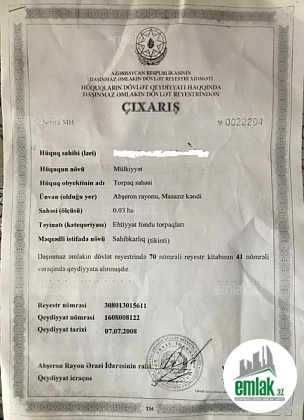 AZƏRBAYCAN RESPUBLİKASININ
DAŞINMAZ ƏMLAKIN DÖVLƏT REYESTRİ XİDMƏTİ
HÜQUQLARIN DÖVLƏT QEYDİYYATI HAQQINDA
DAŞINMAZ ƏMLAKIN DÖVLƏT REYESTRİNDƏN
ÇIXARIŞ
Seriya MH № 0022204
Hüquq sahibi (ləri)
Hüququn növü Mülkiyyət
Hüquq obyektinin adı Torpaq sahəsi
Ünvan (olduğu yer) Abşeron rayonu, Masazır kəndi
Sahəsi (ölçüsü) 0.03 ha
Təyinatı (kateqoriyası) Ehtiyyat fondu torpaqları
Məqsədli istifadə növü Sahibkarlıq (tikinti)
Daşınmaz əmlakın dövlət reyestrində 70 nömrəli reyestr kitabının 41 nömrəli
vərəqində qeydiyyata alınmışdır.
Reyestr nömrəsi 308013015611
Qeydiyyat nömrəsi 1608008122
Qeydiyyat tarixi 07.07.2008
Abşeron Rayon Ərazi İdarəsinin rəisi
Qeydiyyat icraçısı
TM
emlak.az